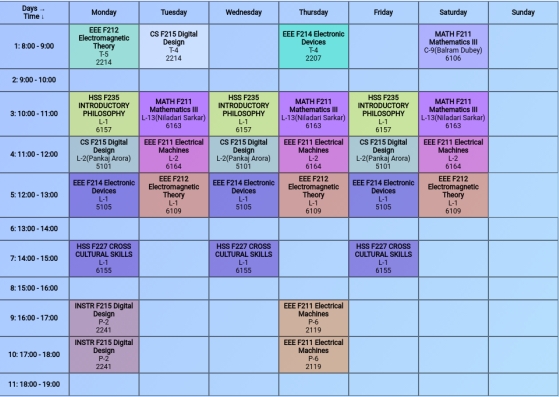 Days →
Time ↓
Monday
Tuesday
Wednesday
Thursday
Friday
Saturday
Sunday
1: 8:00 - 9:00
EEE F212
Electromagnetic
Theory
T-5
2214
CS F215 Digital
Design
T-4
2214
EEE F214 Electronic
Devices
T-4
2207
MATH F211
Mathematics III
C-9(Balram Dubey)
6106
2: 9:00 - 10:00
3: 10:00 - 11:00
HSS F235
INTRODUCTORY
PHILOSOPHY
L-1
6157
MATH F211
Mathematics III
L-13(Niladari Sarkar)
6163
HSS F235
INTRODUCTORY
PHILOSOPHY
L-1
6157
MATH F211
Mathematics III
L-13(Niladari Sarkar)
6163
HSS F235
INTRODUCTORY
PHILOSOPHY
L-1
6157
MATH F211
Mathematics III
L-13(Niladari Sarkar)
6163
4: 11:00 - 12:00
CS F215 Digital
Design
L-2(Pankaj Arora)
5101
EEE F211 Electrical
Machines
L-2
6164
CS F215 Digital
Design
L-2(Pankaj Arora)
5101
EEE F211 Electrical
Machines
L-2
6164
CS F215 Digital
Design
L-2(Pankaj Arora)
5101
EEE F211 Electrical
Machines
L-2
6164
5: 12:00 - 13:00
EEE F214 Electronic
Devices
L-1
5105
EEE F212
Electromagnetic
Theory
L-1
6109
EEE F214 Electronic
Devices
L-1
5105
EEE F212
Electromagnetic
Theory
L-1
6109
EEE F214 Electronic
Devices
L-1
5105
EEE F212
Electromagnetic
Theory
L-1
6109
6: 13:00 - 14:00
7: 14:00 - 15:00
HSS F227 CROSS
CULTURAL SKILLS
L-1
6155
HSS F227 CROSS
CULTURAL SKILLS
L-1
6155
HSS F227 CROSS
CULTURAL SKILLS
L-1
6155
8: 15:00 - 16:00
9: 16:00 - 17:00
INSTR F215 Digital
Design
P-2
2241
EEE F211 Electrical
Machines
P-6
2119
10: 17:00 - 18:00
INSTR F215 Digital
Design
P-2
2241
EEE F211 Electrical
Machines
P-6
2119
11: 18:00 - 19:00